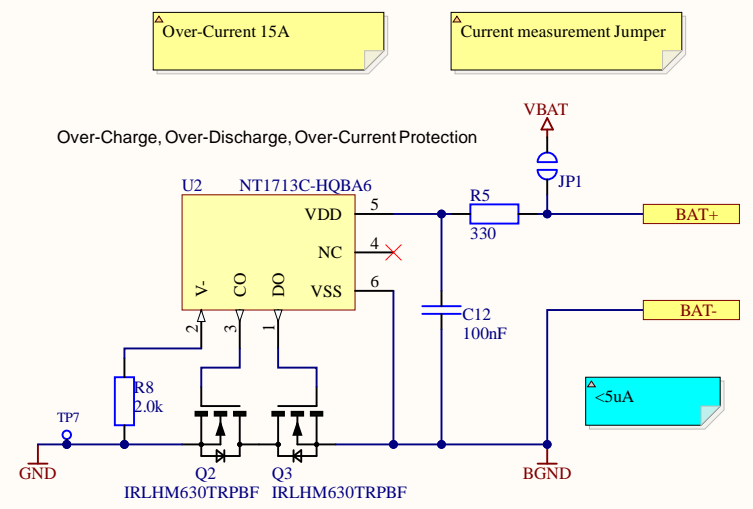 Over-Current 15A
Current measurement Jumper
VBAT
Over-Charge, Over-Discharge, Over-Current Protection
JP1
U2 NT1713C-HQBA6
R5
VDD 5
330
BAT+
NC 4
V- CO DO
VSS 6
2 3 1
C12
100nF
BAT-
R8
2.0k
<5uA
TP7
GND
Q2 Q3
BGND
IRLHM630TRPBF IRLHM630TRPBF